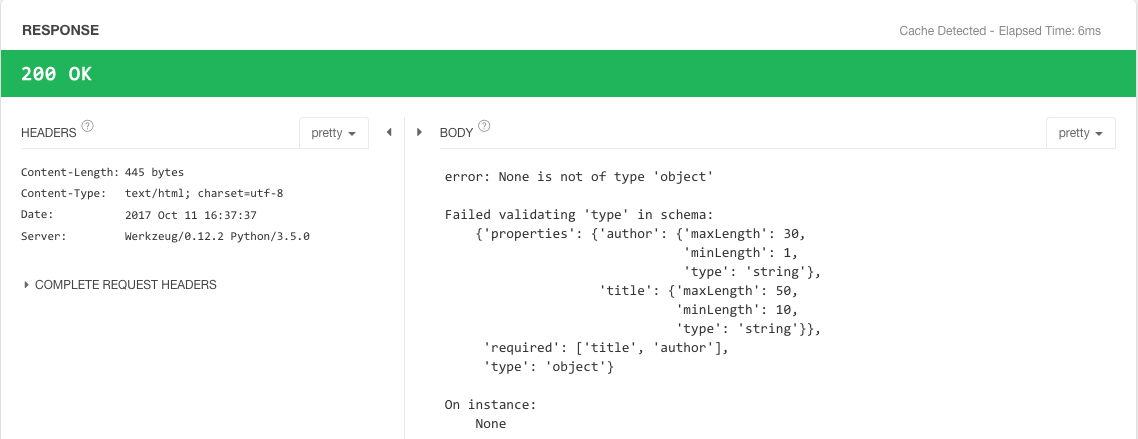 RESPONSE
Cache Detected - Elapsed Time: 6ms
200 OK
HEADERS ?
pretty
Content-Length: 445 bytes
Content-Type: text/html; charset=utf-8
Date: 2017 Oct 11 16:37:37
Server: Werkzeug/0.12.2 Python/3.5.0
COMPLETE REQUEST HEADERS
BODY ?
pretty
error: None is not of type 'object'
Failed validating 'type' in schema:
    {'properties': {'author': {'maxLength': 30,
                               'minLength': 1,
                               'type': 'string'},
                    'title': {'maxLength': 50,
                              'minLength': 10,
                              'type': 'string'}},
     'required': ['title', 'author'],
     'type': 'object'}
On instance:
    None